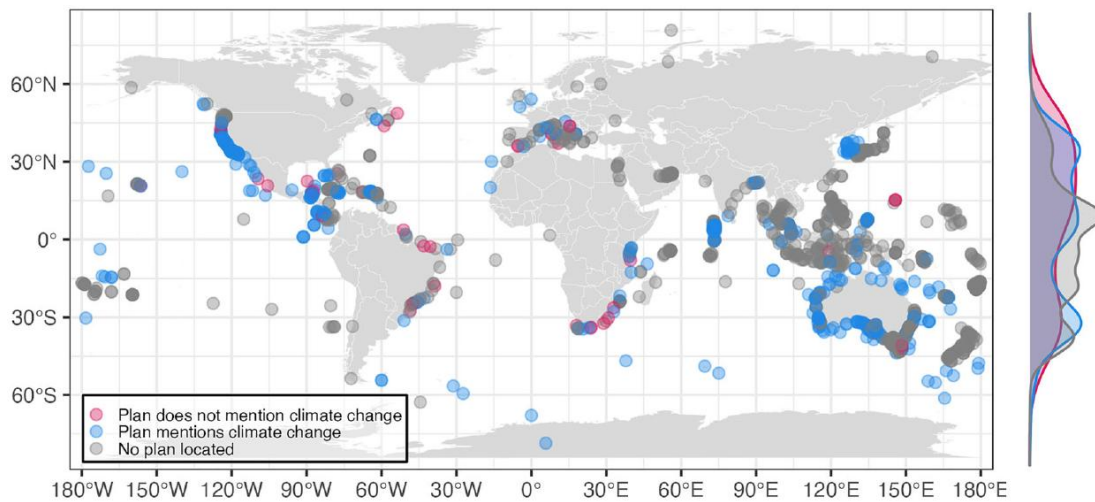 60°N
30°N
0°
30°S
60°S
Plan does not mention climate change
Plan mentions climate change
No plan located
180°W 150°W 120°W 90°W 60°W 30°W 0° 30°E 60°E 90°E 120°E 150°E 180°E